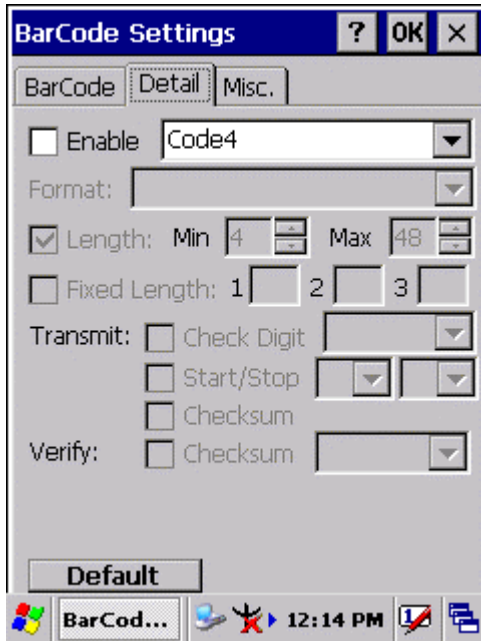 BarCode Settings ? OK ×
BarCode Detail Misc.
Enable Code4
Format:
Length: Min 4 Max 48
Fixed Length: 1 2 3
Transmit: Check Digit
Start/Stop
Checksum
Verify: Checksum
Default
BarCod... 12:14 PM